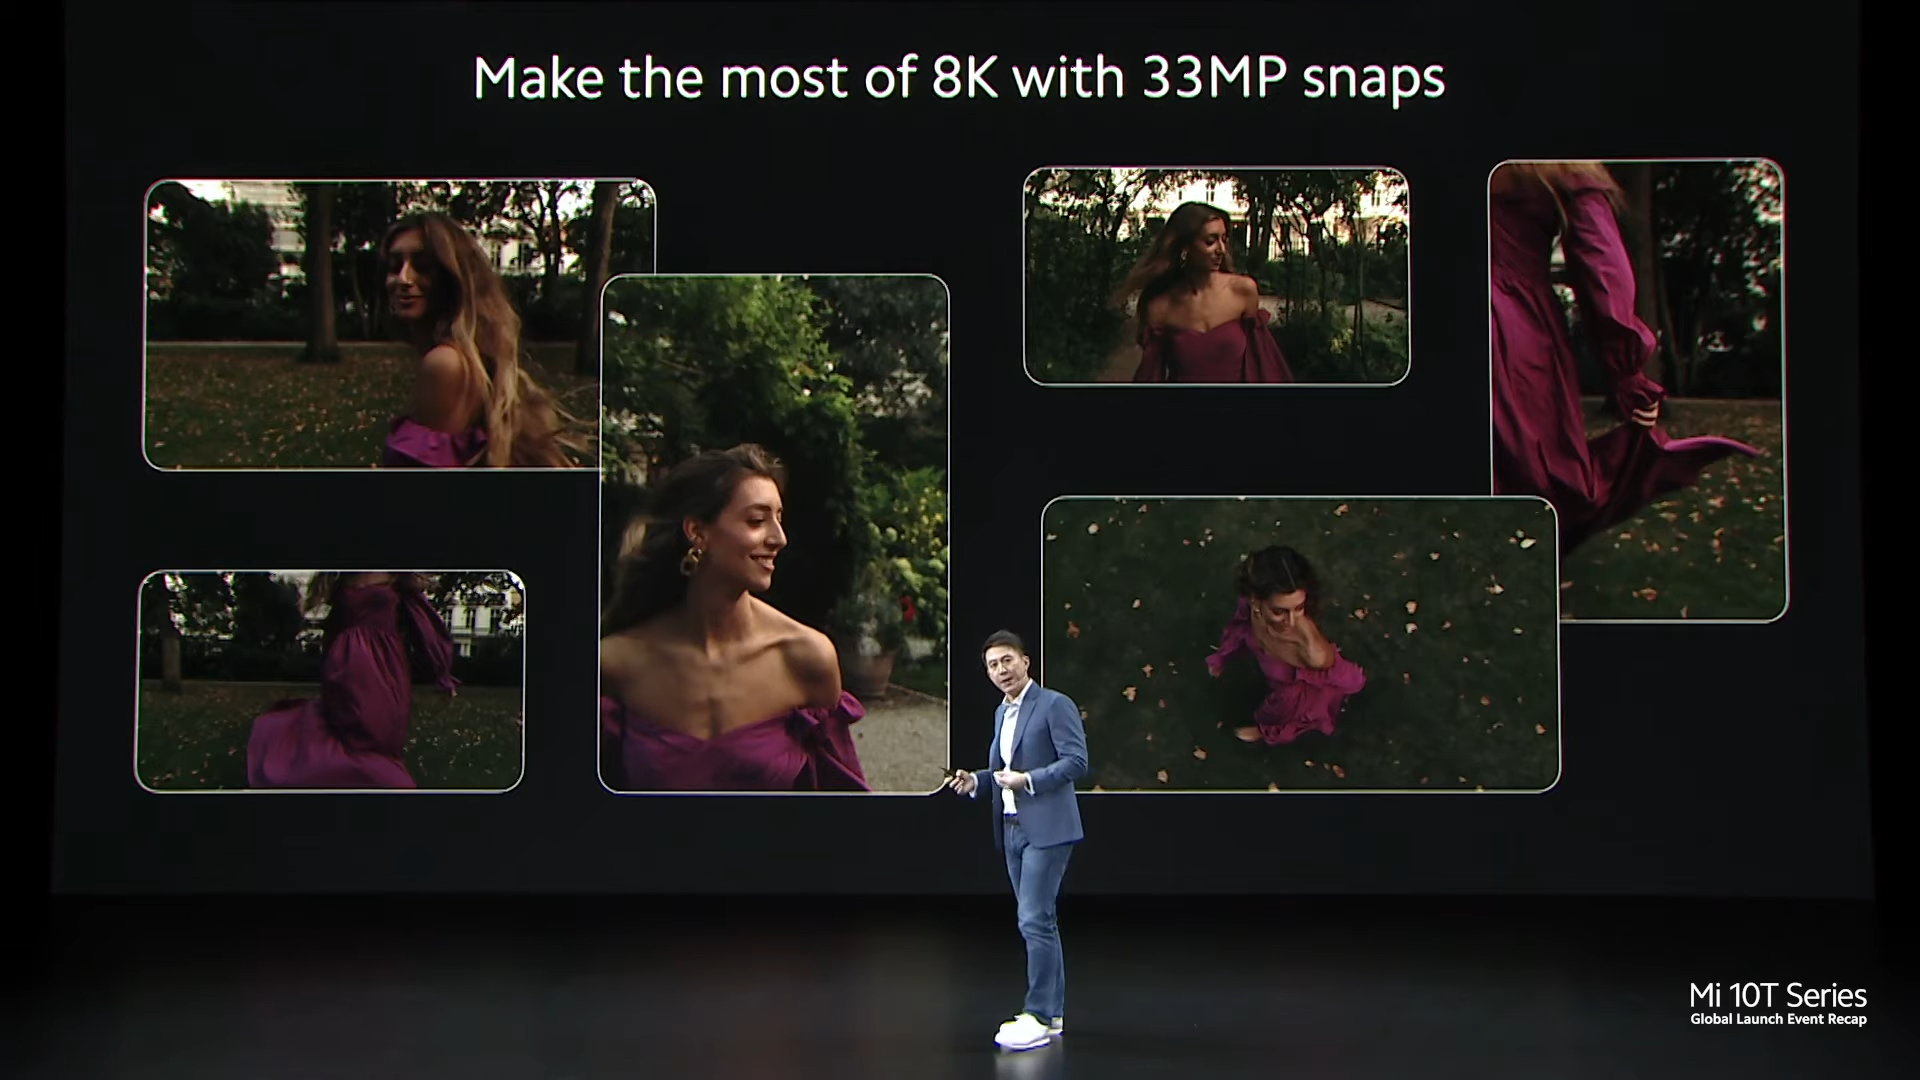 Make the most of 8K with 33MP snaps
Mi 10T Series
Global Launch Event Recap